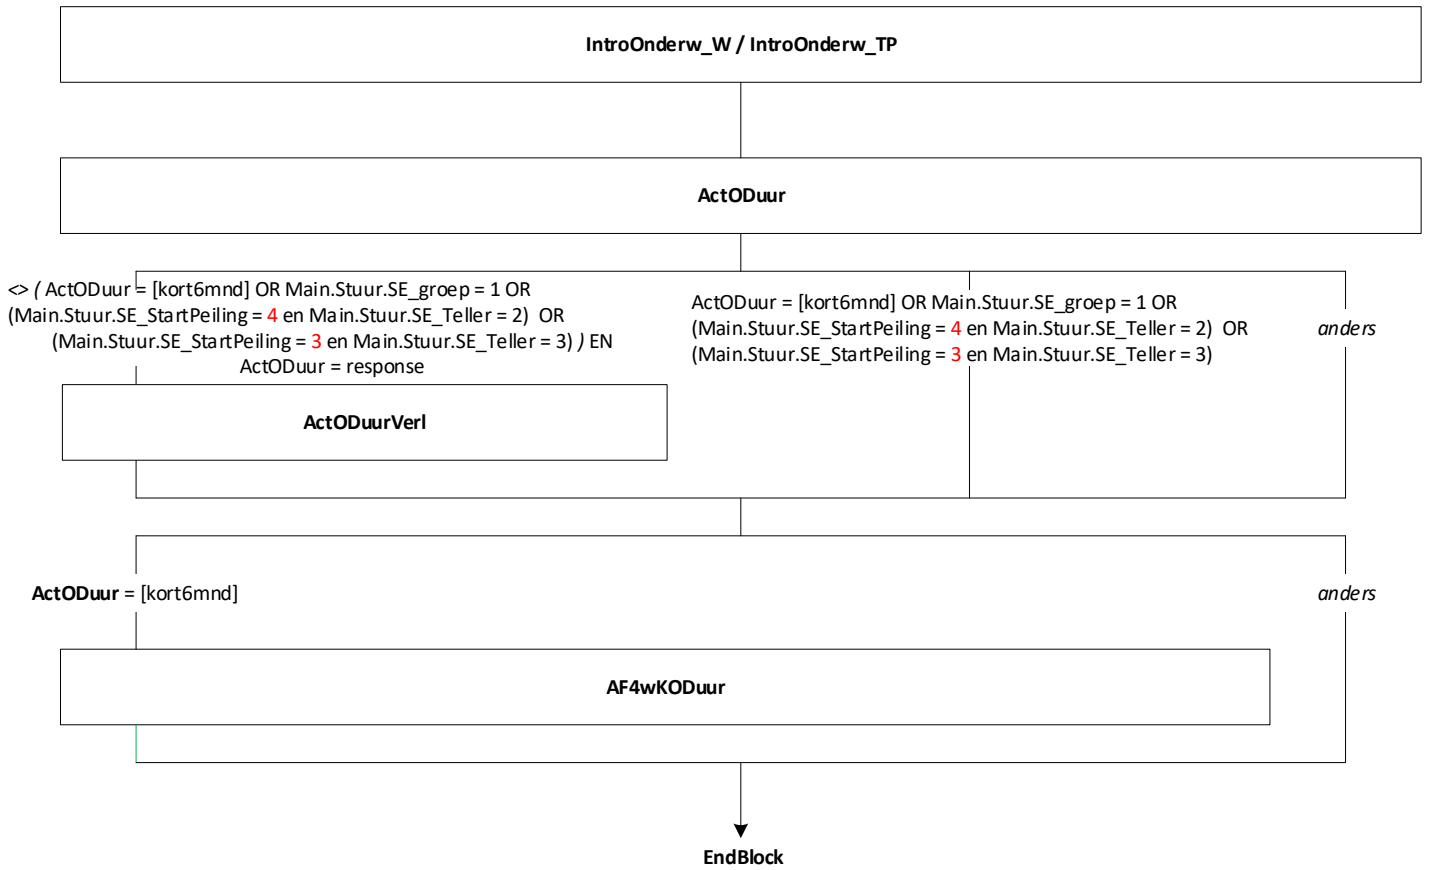 IntroOnderw_W / IntroOnderw_TP
ActODuur
<> ( ActODuur = [kort6mnd] OR Main.Stuur.SE_groep = 1 OR
(Main.Stuur.SE_StartPeiling = 4 en Main.Stuur.SE_Teller = 2) OR
(Main.Stuur.SE_StartPeiling = 3 en Main.Stuur.SE_Teller = 3) ) EN
ActODuur = response
ActODuur = [kort6mnd] OR Main.Stuur.SE_groep = 1 OR
(Main.Stuur.SE_StartPeiling = 4 en Main.Stuur.SE_Teller = 2) OR
(Main.Stuur.SE_StartPeiling = 3 en Main.Stuur.SE_Teller = 3)
anders
ActODuurVerl
ActODuur = [kort6mnd]
anders
AF4wKODuur
EndBlock